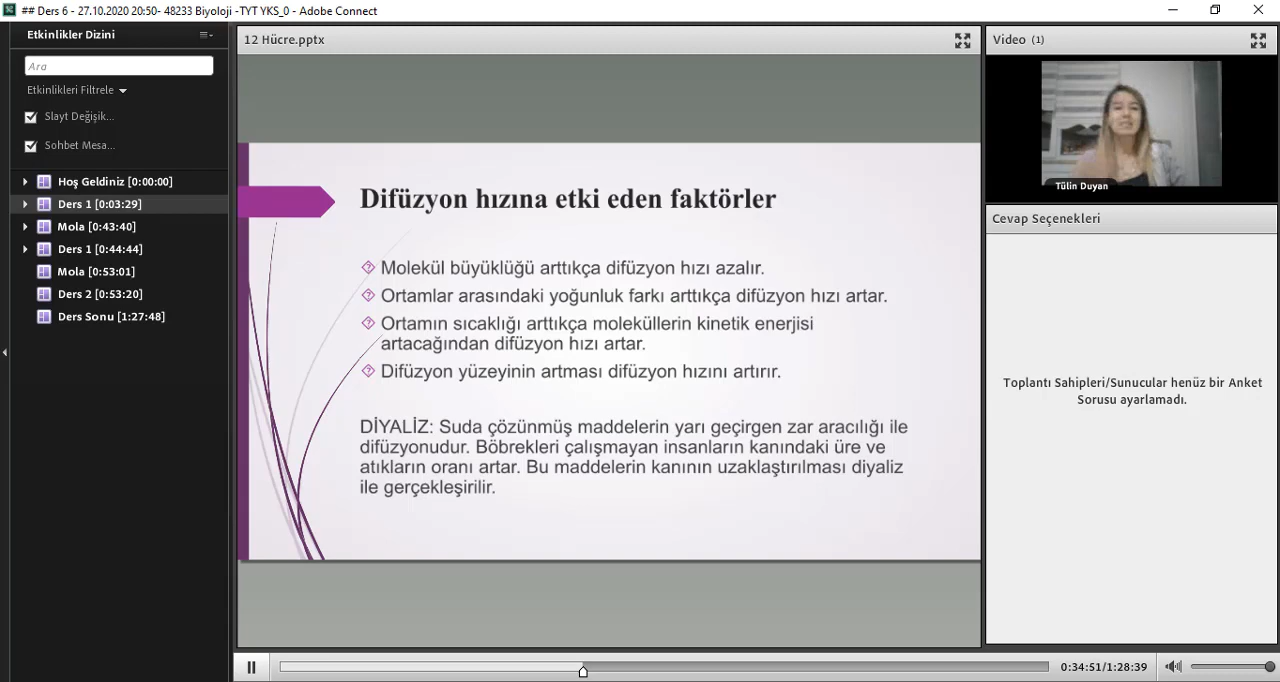 ## Ders 6 - 27.10.2020 20:50- 48233 Biyoloji -TYT YKS_0 - Adobe Connect
Etkinlikler Dizini
Ara
Etkinlikleri Filtrele
Slayt Değişik...
Sohbet Mesa...
Hoş Geldiniz [0:00:00]
Ders 1 [0:03:29]
Mola [0:43:40]
Ders 1 [0:44:44]
Mola [0:53:01]
Ders 2 [0:53:20]
Ders Sonu [1:27:48]
12 Hücre.pptx
Difüzyon hızına etki eden faktörler
Molekül büyüklüğü arttıkça difüzyon hızı azalır.
Ortamlar arasındaki yoğunluk farkı arttıkça difüzyon hızı artar.
Ortamın sıcaklığı arttıkça moleküllerin kinetik enerjisi
artacağından difüzyon hızı artar.
Difüzyon yüzeyinin artması difüzyon hızını artırır.
DİYALİZ: Suda çözünmüş maddelerin yarı geçirgen zar aracılığı ile
difüzyonudur. Böbrekleri çalışmayan insanların kanındaki üre ve
atıkların oranı artar. Bu maddelerin kanının uzaklaştırılması diyaliz
ile gerçekleşirilir.
Video (1)
Tülin Duyan
Cevap Seçenekleri
Toplantı Sahipleri/Sunucular henüz bir Anket
Sorusu ayarlamadı.
0:34:51/1:28:39